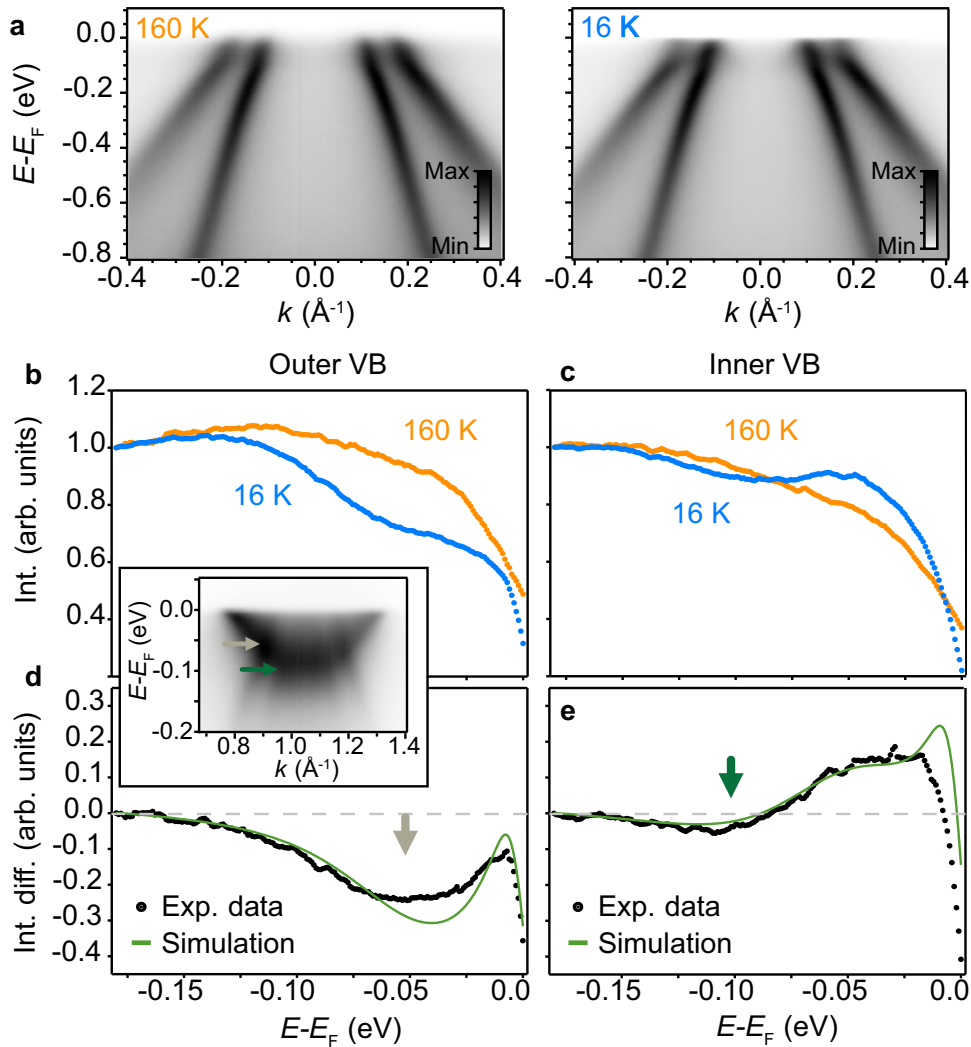 a
160 K
16 K
E-E_F (eV)
0.0
-0.2
-0.4
-0.6
-0.8
Max
Min
Max
Min
-0.4 -0.2 0.0 0.2 0.4
-0.4 -0.2 0.0 0.2 0.4
k (Å⁻¹)
k (Å⁻¹)
b
Outer VB
c
Inner VB
Int. (arb. units)
1.2
1.0
0.8
0.6
0.4
160 K
16 K
160 K
16 K
E-E_F (eV)
0.0
-0.1
-0.2
0.8 1.0 1.2 1.4
k (Å⁻¹)
d
e
Int. diff. (arb. units)
0.3
0.2
0.1
0.0
-0.1
-0.2
-0.3
-0.4
Exp. data
Simulation
Exp. data
Simulation
-0.15 -0.10 -0.05 0.0
-0.15 -0.10 -0.05 0.0
E-E_F (eV)
E-E_F (eV)